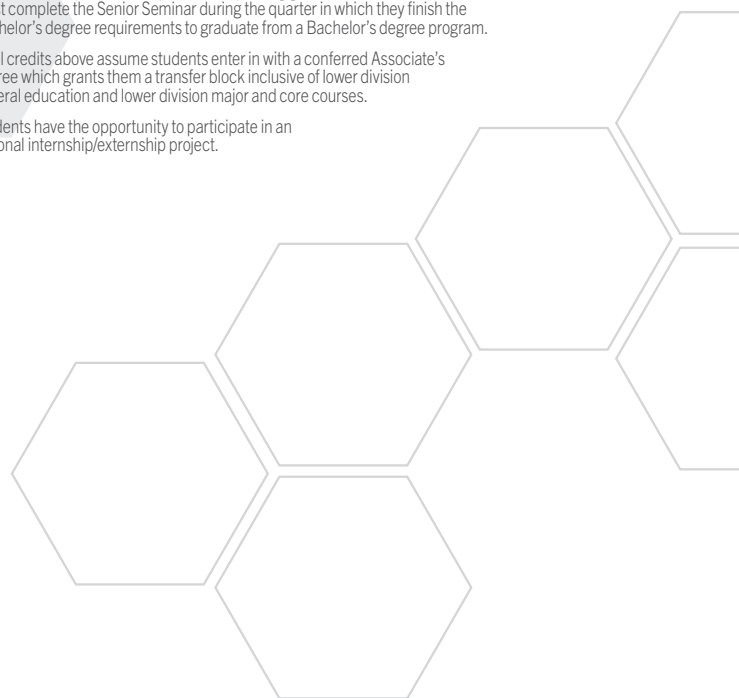 st complete the Senior Seminar during the quarter in which they finish the
helor's degree requirements to graduate from a Bachelor's degree program.
l credits above assume students enter in with a conferred Associate's
ree which grants them a transfer block inclusive of lower division
eral education and lower division major and core courses.
dents have the opportunity to participate in an
onal internship/externship project.